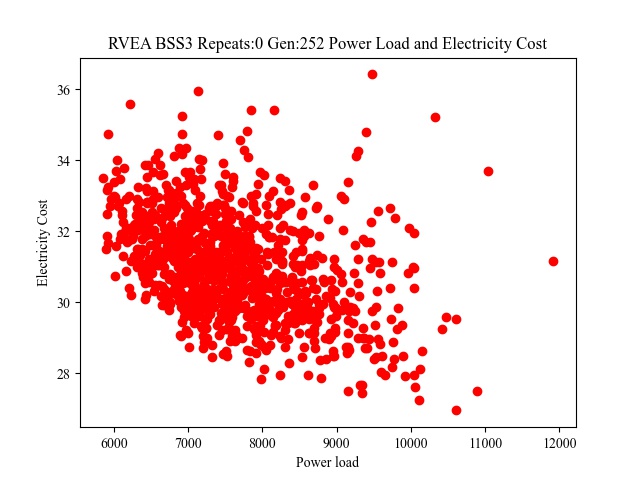 RVEA BSS3 Repeats:0 Gen:252 Power Load and Electricity Cost
36
34
32
30
28
Electricity Cost
6000 7000 8000 9000 10000 11000 12000
Power load